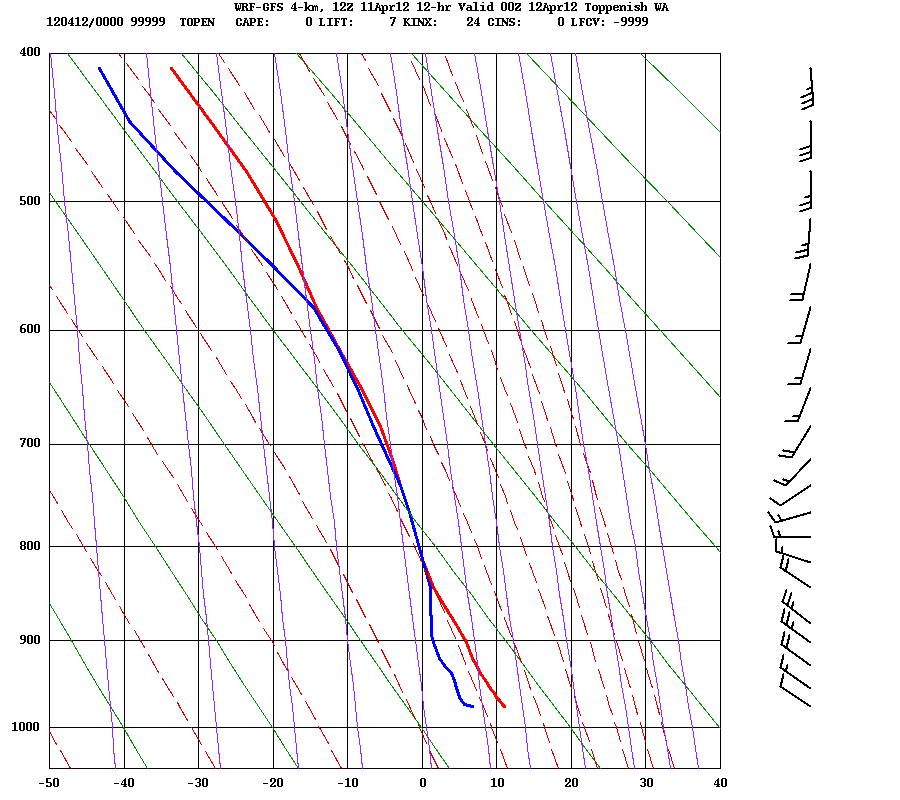 WRF-GFS 4-km, 12Z 11Apr12 12-hr Valid 00Z 12Apr12 Toppenish WA
120412/0000 99999 TOPEN CAPE: 0 LIFT: 7 KINX: 24 CINS: 0 LFCV: -9999
400
500
600
700
800
900
1000
-50 -40 -30 -20 -10 0 10 20 30 40